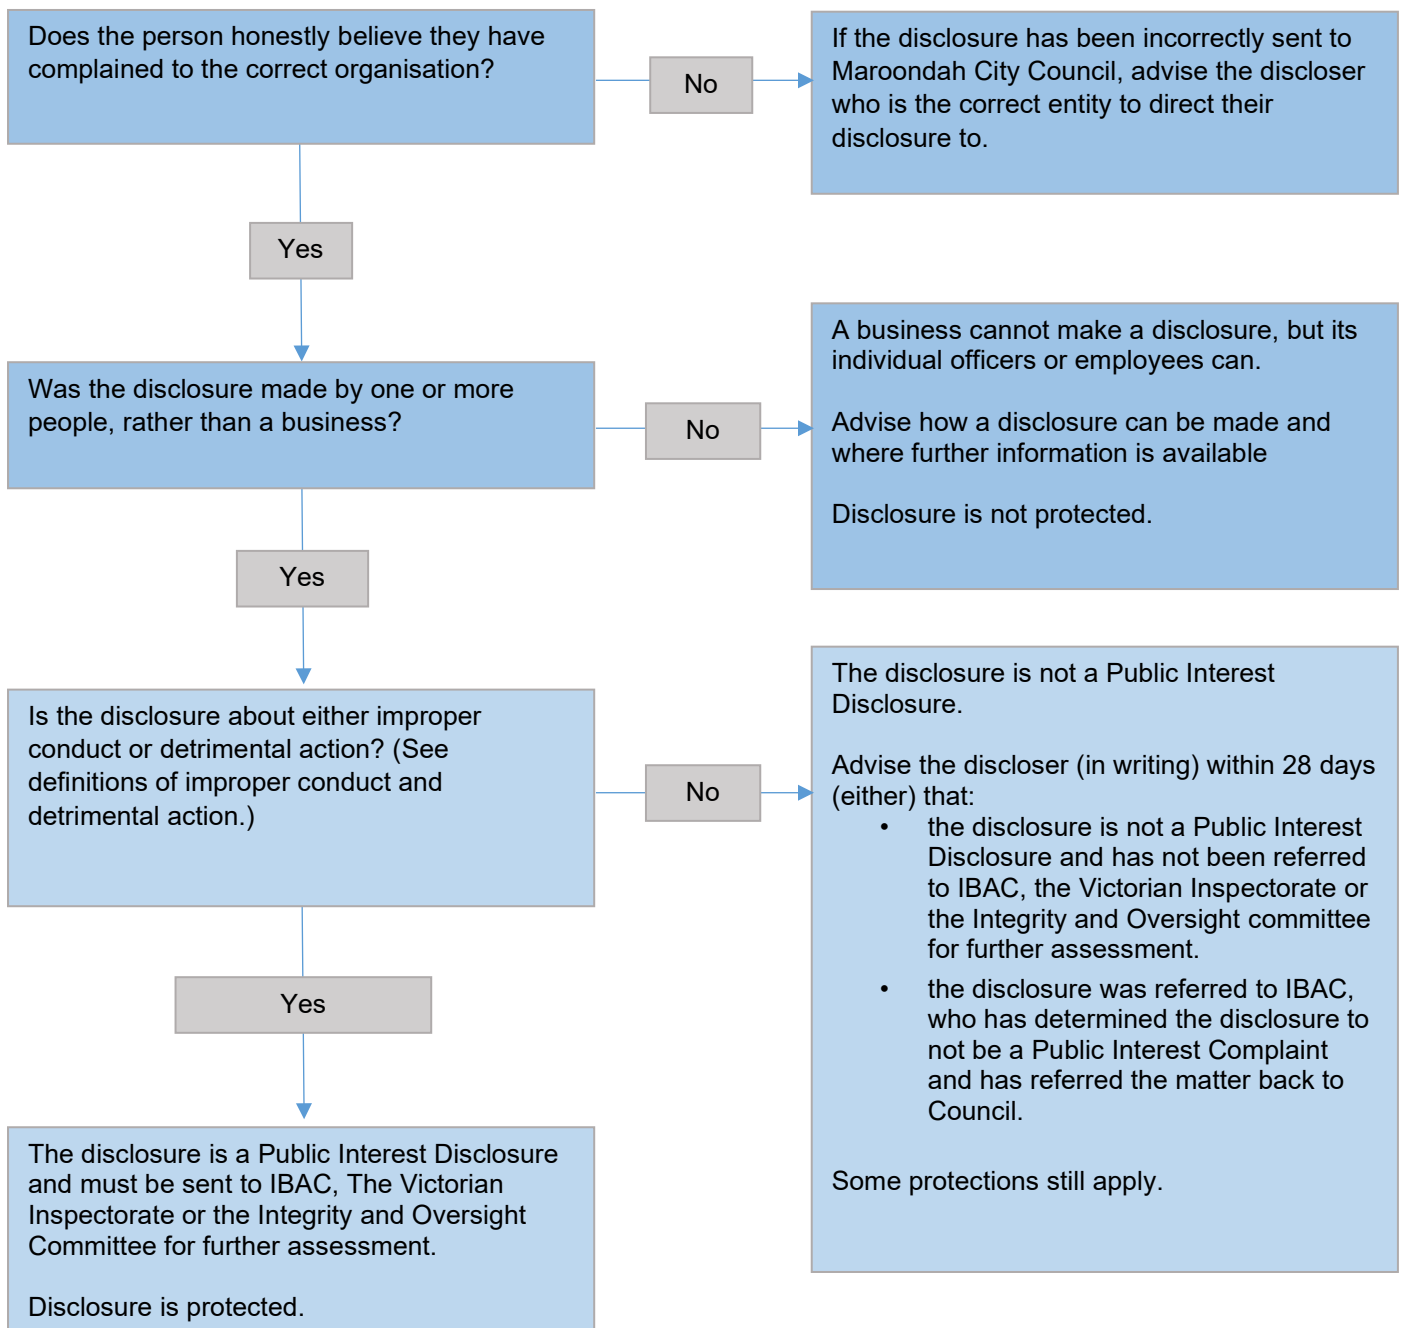 Does the person honestly believe they have
complained to the correct organisation?
No
If the disclosure has been incorrectly sent to
Maroondah City Council, advise the discloser
who is the correct entity to direct their
disclosure to.
Yes
Was the disclosure made by one or more
people, rather than a business?
No
A business cannot make a disclosure, but its
individual officers or employees can.
Advise how a disclosure can be made and
where further information is available
Disclosure is not protected.
Yes
Is the disclosure about either improper
conduct or detrimental action? (See
definitions of improper conduct and
detrimental action.)
No
The disclosure is not a Public Interest
Disclosure.
Advise the discloser (in writing) within 28 days
(either) that:
• the disclosure is not a Public Interest
Disclosure and has not been referred
to IBAC, the Victorian Inspectorate or
the Integrity and Oversight committee
for further assessment.
• the disclosure was referred to IBAC,
who has determined the disclosure to
not be a Public Interest Complaint
and has referred the matter back to
Council.
Some protections still apply.
Yes
The disclosure is a Public Interest Disclosure
and must be sent to IBAC, The Victorian
Inspectorate or the Integrity and Oversight
Committee for further assessment.
Disclosure is protected.